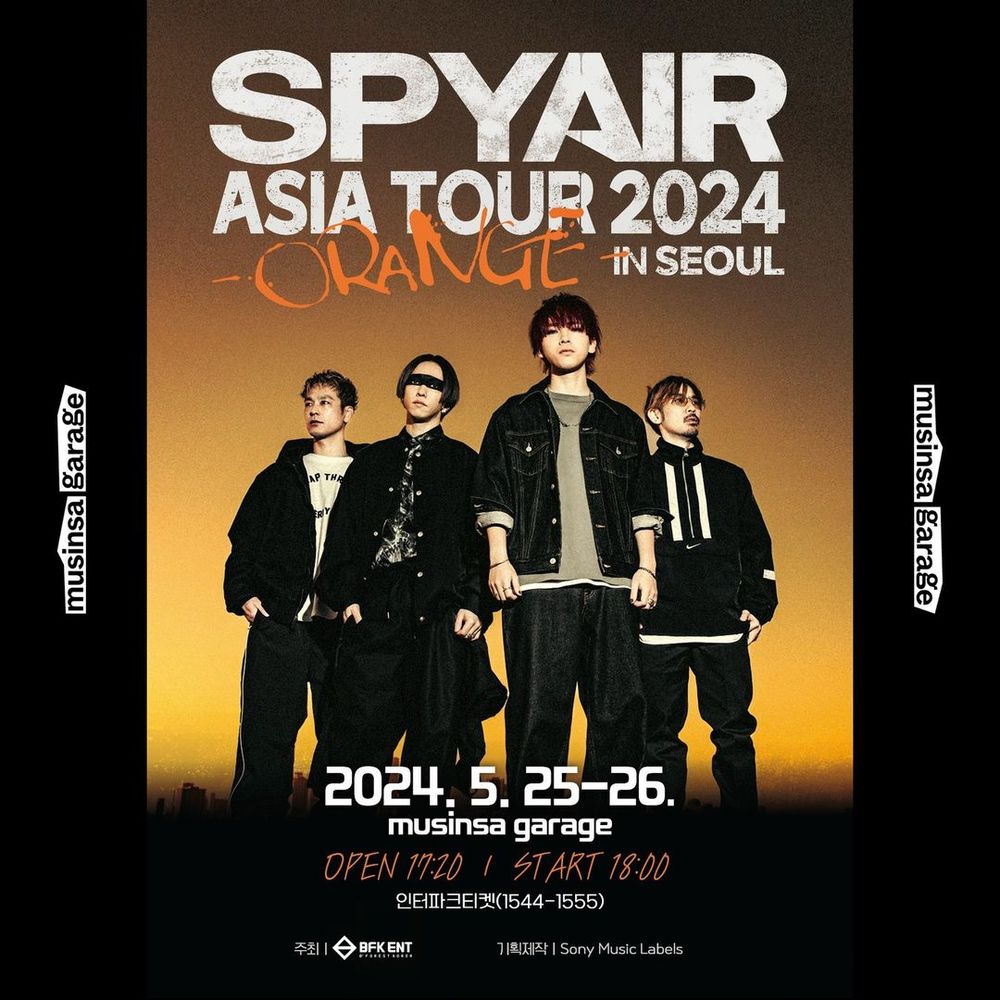 SPYAIR
ASIA TOUR 2024
-ORANGE-
IN SEOUL
musinsa garage
musinsa garage
2024. 5. 25-26.
musinsa garage
OPEN 17:20 | START 18:00
인터파크티켓(1544-1555)
주최 | BFK ENT
기획제작 | Sony Music Labels